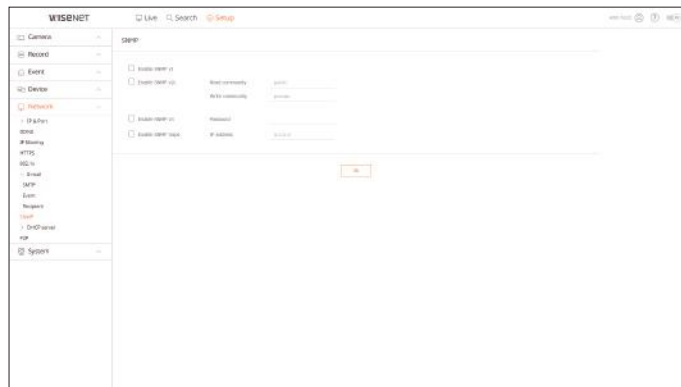 WISENET
Live Search Setup
Camera
SNMP
Record
Enable SNMP v1
Event
Enable SNMP v2c Read community
Write community
Device
Network
Enable SNMP v3 Password
IP & Port
DDNS
Enable SNMP Traps IP address
IP filtering
HTTPS
802.1x
E-mail
OK
SMTP
Event
Recipient
SNMP
DHCP server
P2P
System